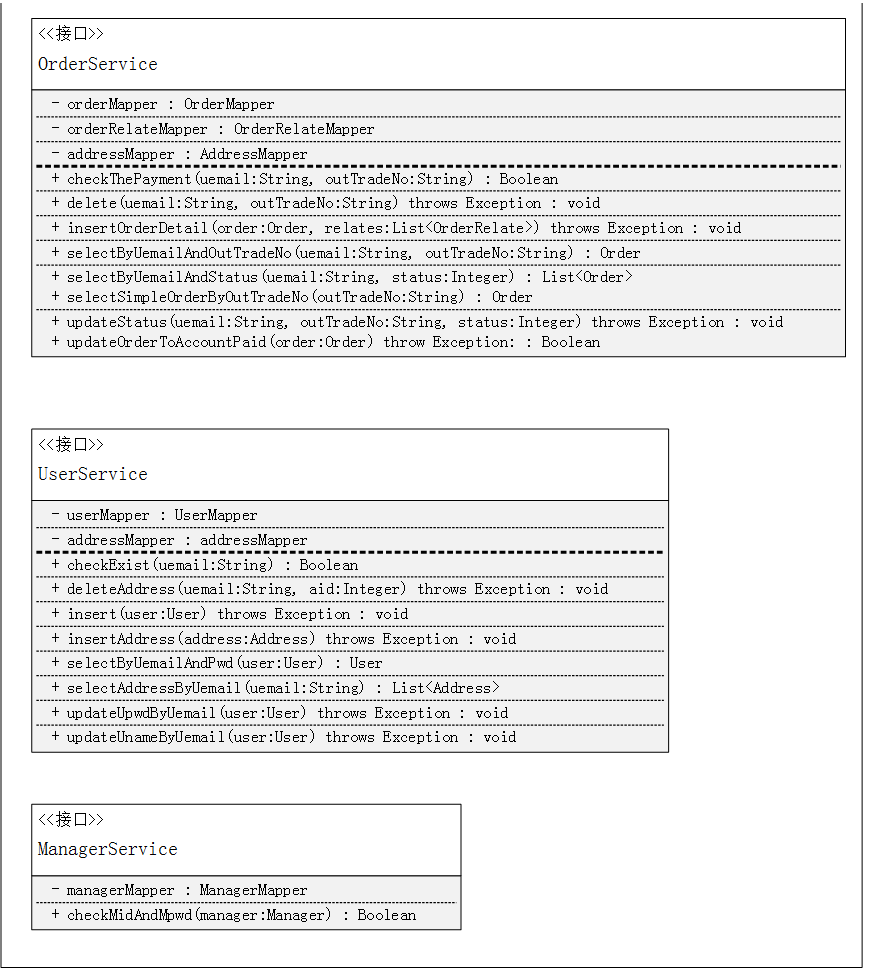 <<接口>>
OrderService
- orderMapper : OrderMapper
- orderRelateMapper : OrderRelateMapper
- addressMapper : AddressMapper
+ checkThePayment(uemail:String, outTradeNo:String) : Boolean
+ delete(uemail:String, outTradeNo:String) throws Exception : void
+ insertOrderDetail(order:Order, relates:List<OrderRelate>) throws Exception : void
+ selectByUemailAndOutTradeNo(uemail:String, outTradeNo:String) : Order
+ selectByUemailAndStatus(uemail:String, status:Integer) : List<Order>
+ selectSimpleOrderByOutTradeNo(outTradeNo:String) : Order
+ updateStatus(uemail:String, outTradeNo:String, status:Integer) throws Exception : void
+ updateOrderToAccountPaid(order:Order) throw Exception: : Boolean
<<接口>>
UserService
- userMapper : UserMapper
- addressMapper : addressMapper
+ checkExist(uemail:String) : Boolean
+ deleteAddress(uemail:String, aid:Integer) throws Exception : void
+ insert(user:User) throws Exception : void
+ insertAddress(address:Address) throws Exception : void
+ selectByUemailAndPwd(user:User) : User
+ selectAddressByUemail(uemail:String) : List<Address>
+ updateUpwdByUemail(user:User) throws Exception : void
+ updateUnameByUemail(user:User) throws Exception : void
<<接口>>
ManagerService
- managerMapper : ManagerMapper
+ checkMidAndMpwd(manager:Manager) : Boolean